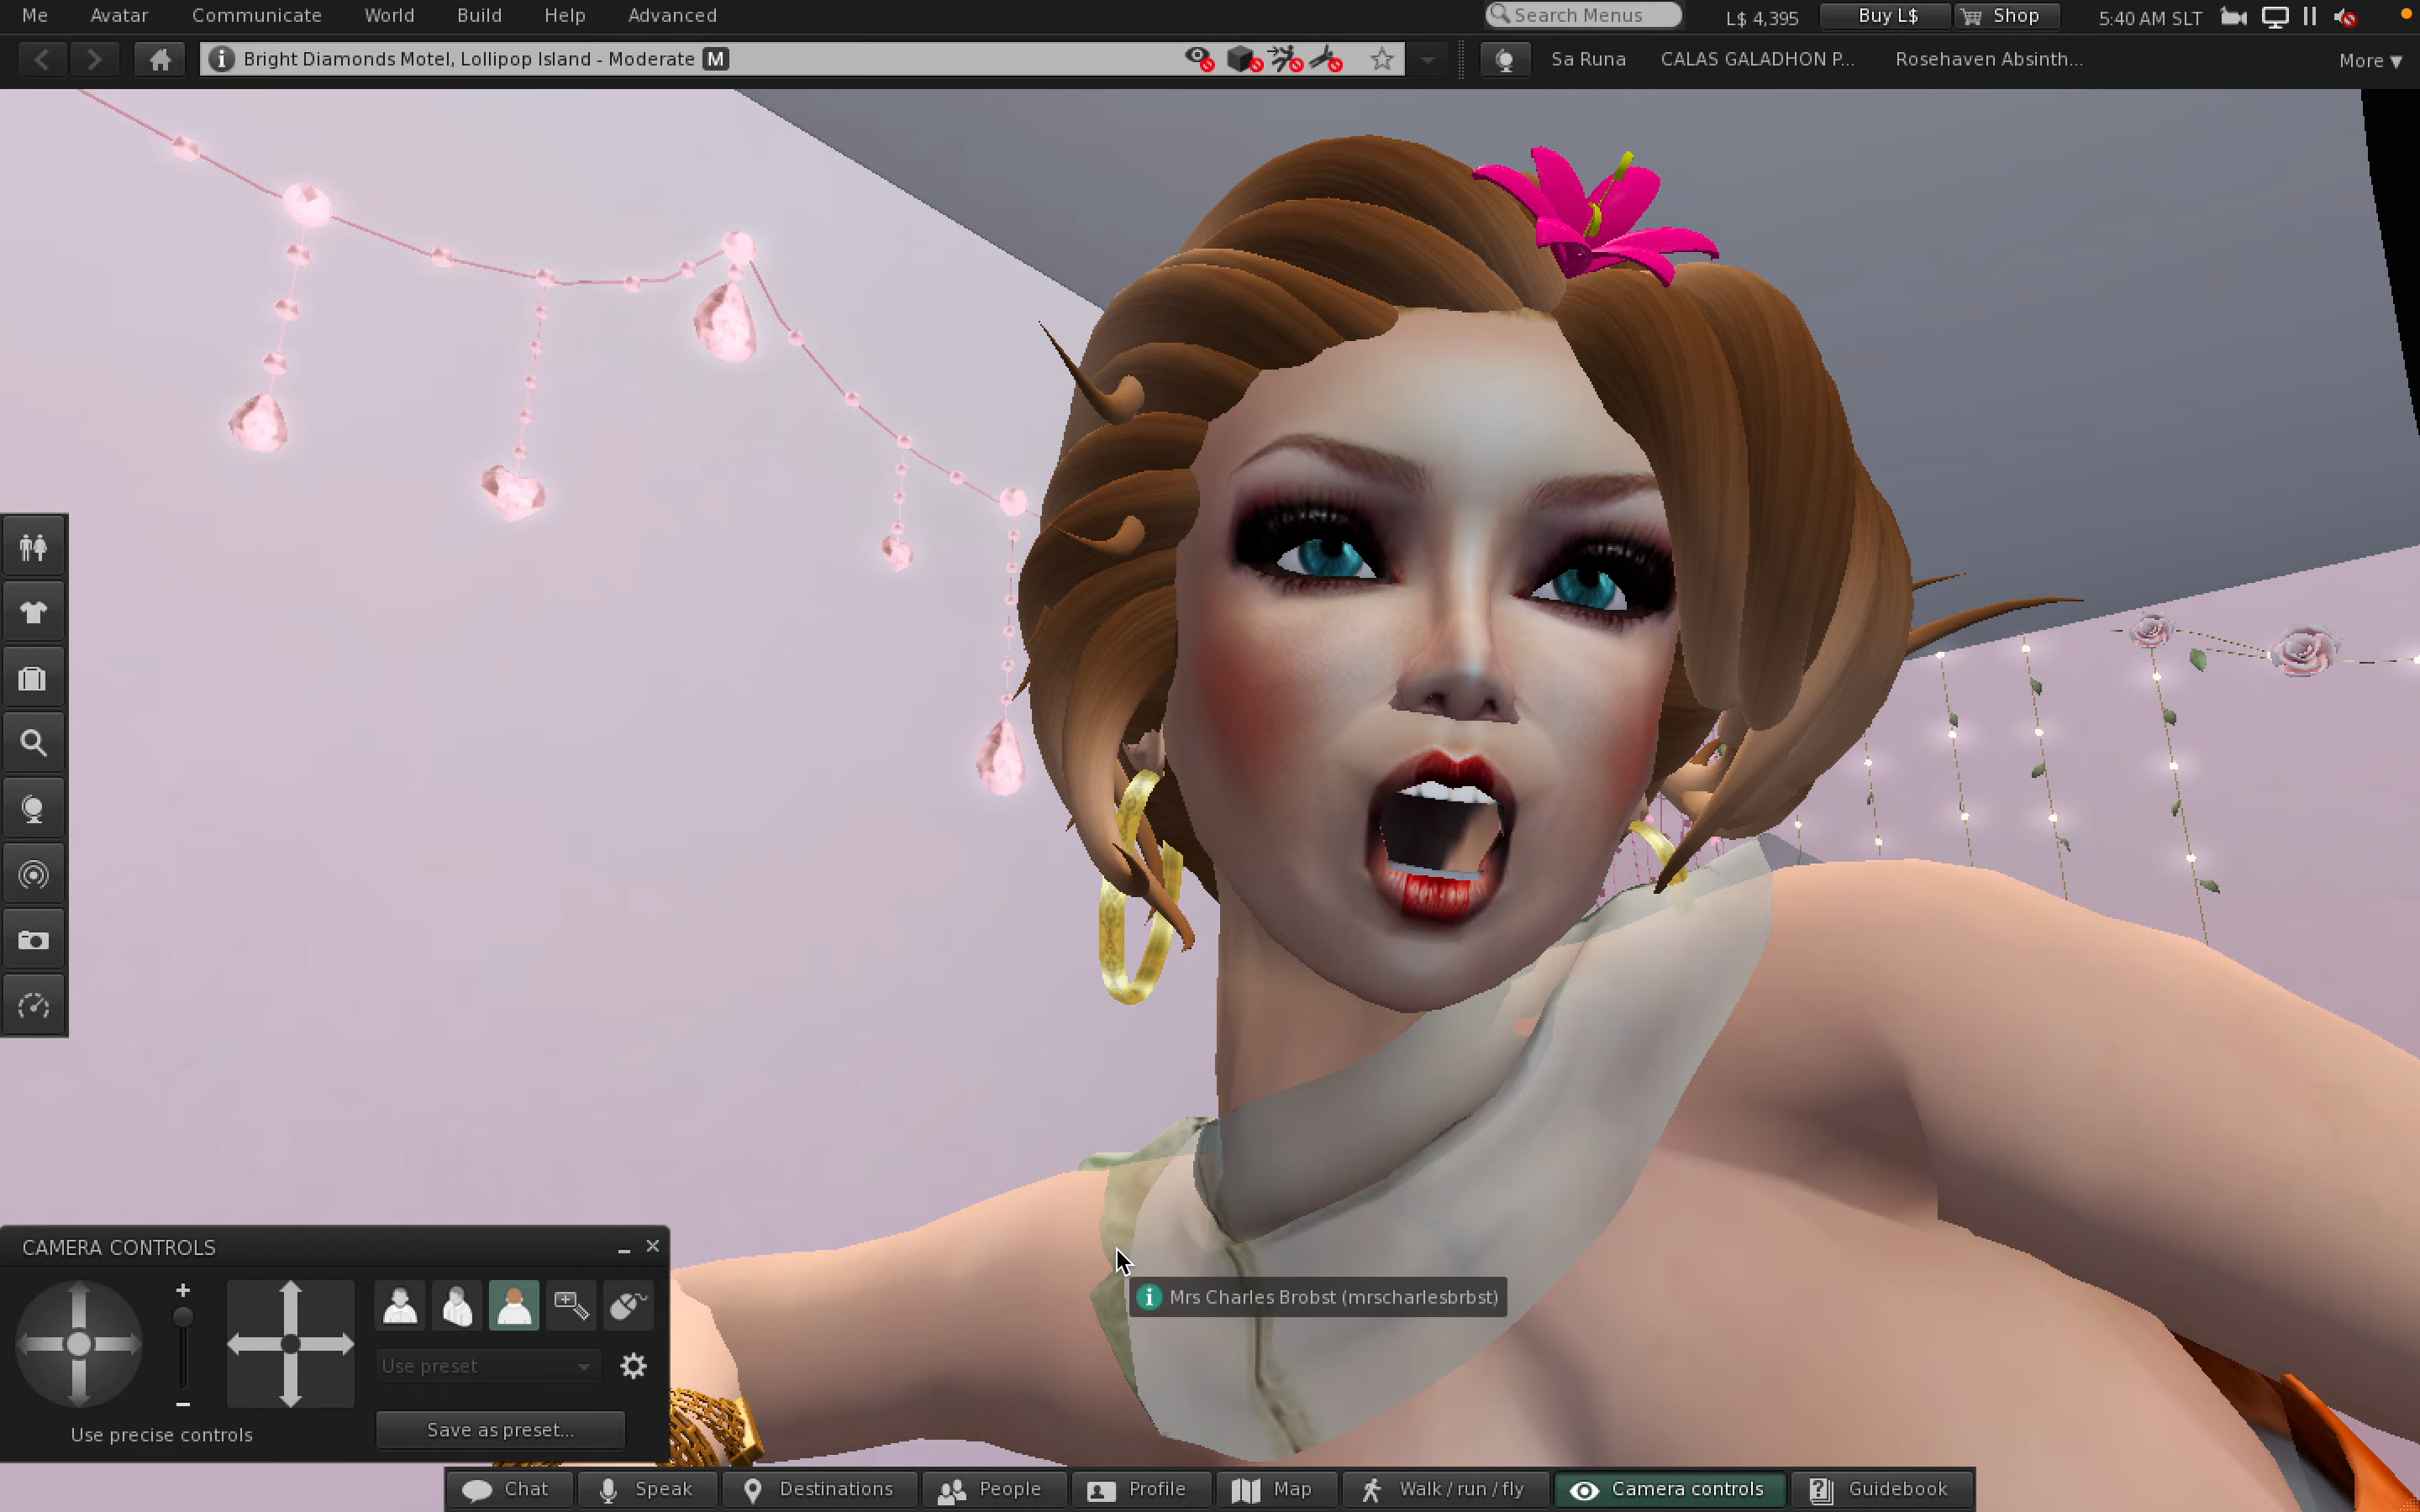 Me Avatar Communicate World Build Help Advanced Search Menus L$ 4,395 Buy L$ Shop 5:40 AM SLT
Bright Diamonds Motel, Lollipop Island - Moderate M Sa Runa CALAS GALADHON P... Rosehaven Absinth... More
CAMERA CONTROLS
Mrs Charles Brobst (mrscharlesbrbst)
Use preset
Save as preset...
Use precise controls
Chat Speak Destinations People Profile Map Walk / run / fly Camera controls Guidebook